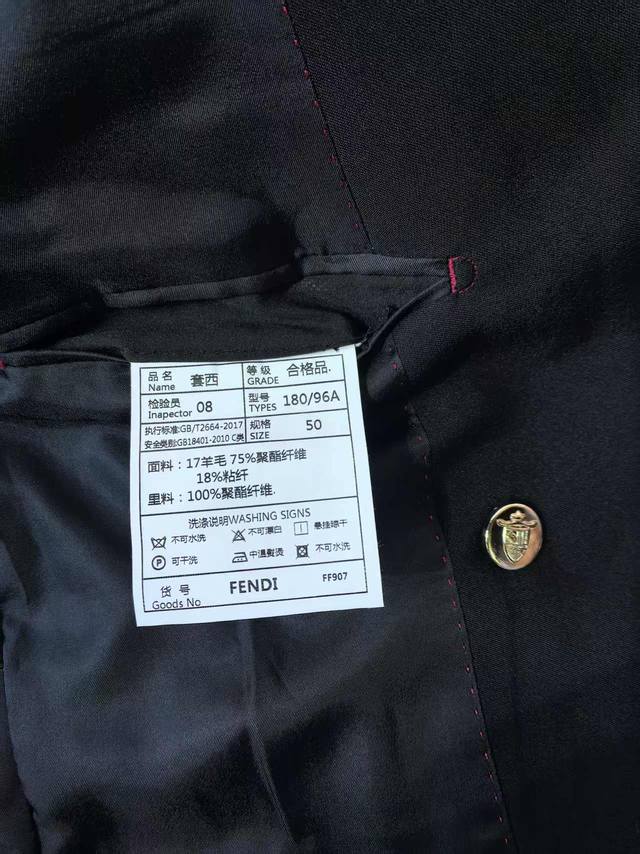 品名 Name 套西 等级 GRADE 合格品.
检验员 Inapector 08 型号 TYPES 180/96A
执行标准:GB/T2664-2017 安全类别:GB18401-2010 C类 规格 SIZE 50
面料：17羊毛 75%聚酯纤维
18%粘纤
里料：100%聚酯纤维.
洗涤说明WASHING SIGNS
不可水洗 不可漂白 悬挂晾干
P 可干洗 中温熨烫 不可水洗
货号 Goods No FENDI FF907